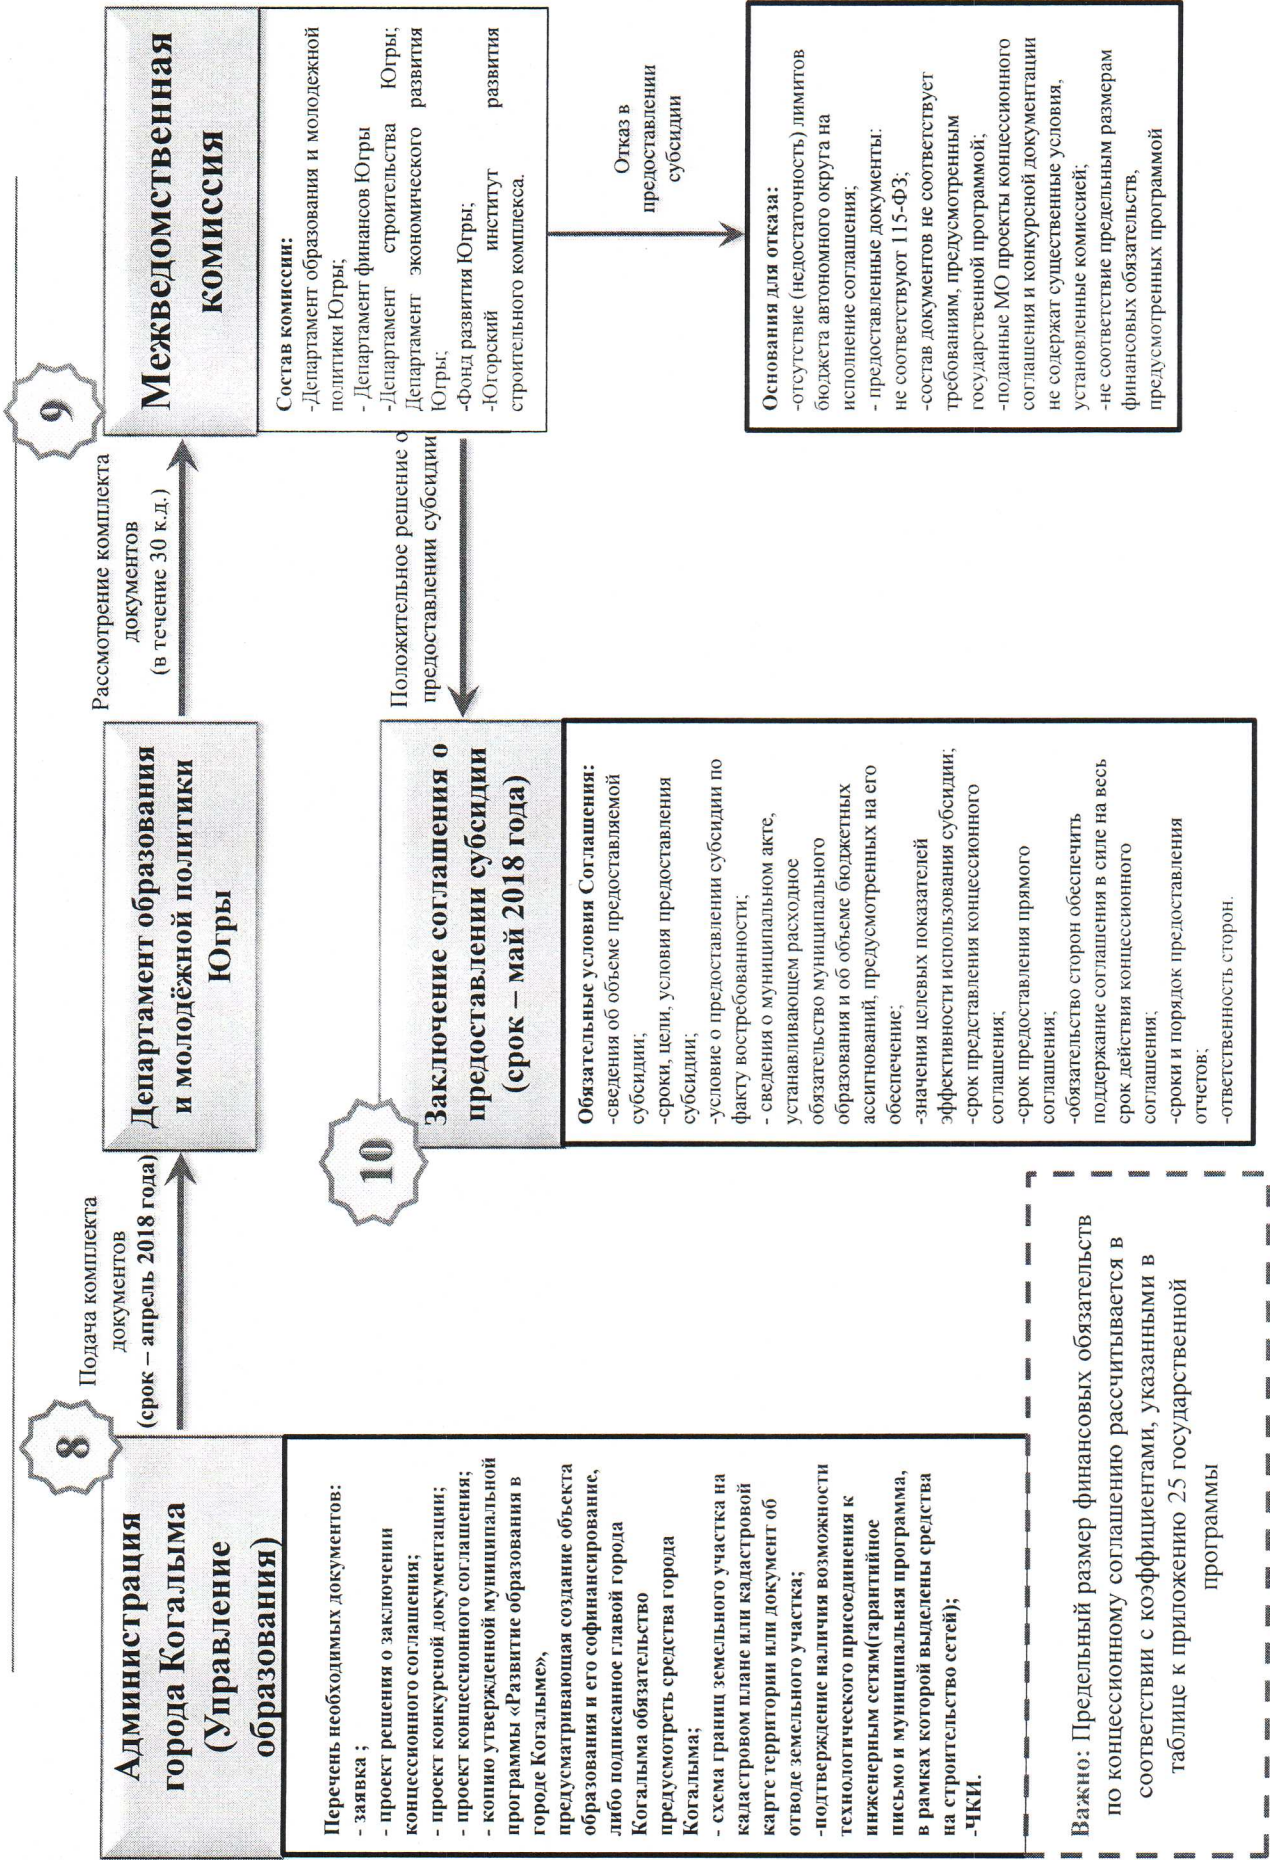 8
Администрация
города Когалыма
(Управление
образования)
Перечень необходимых документов:
- заявка ;
- проект решения о заключении
концессионного соглашения;
- проект конкурсной документации;
- проект концессионного соглашения;
- копию утвержденной муниципальной
программы «Развитие образования в
городе Когалыме»,
предусматривающая создание объекта
образования и его софинансирование,
либо подписанное главой города
Когалыма обязательство
предусмотреть средства города
Когалыма;
- схема границ земельного участка на
кадастровом плане или кадастровой
карте территории или документ об
отводе земельного участка;
-подтверждение наличия возможности
технологического присоединения к
инженерным сетям(гарантийное
письмо и муниципальная программа,
в рамках которой выделены средства
на строительство сетей);
-ЧКИ.
Подача комплекта
документов
(срок – апрель 2018 года)
Департамент образования
и молодёжной политики
Югры
Рассмотрение комплекта
документов
(в течение 30 к.д.)
9
Межведомственная
комиссия
Состав комиссии:
-Департамент образования и молодежной
политики Югры;
- Департамент финансов Югры
-Департамент строительства Югры;
Департамент экономического развития
Югры;
-Фонд развития Югры;
-Югорский институт развития
строительного комплекса.
Положительное решение о
предоставлении субсидии
10
Заключение соглашения о
предоставлении субсидии
(срок – май 2018 года)
Обязательные условия Соглашения:
-сведения об объеме предоставляемой
субсидии;
-сроки, цели, условия предоставления
субсидии;
-условие о предоставлении субсидии по
факту востребованности;
- сведения о муниципальном акте,
устанавливающем расходное
обязательство муниципального
образования и об объеме бюджетных
ассигнований, предусмотренных на его
обеспечение;
-значения целевых показателей
эффективности использования субсидии;
-срок представления концессионного
соглашения;
-срок предоставления прямого
соглашения;
-обязательство сторон обеспечить
поддержание соглашения в силе на весь
срок действия концессионного
соглашения;
-сроки и порядок предоставления
отчетов;
-ответственность сторон.
Отказ в
предоставлении
субсидии
Основания для отказа:
-отсутствие (недостаточность) лимитов
бюджета автономного округа на
исполнение соглашения;
- предоставленные документы:
не соответствуют 115-ФЗ;
-состав документов не соответствует
требованиям, предусмотренным
государственной программой;
-поданные МО проекты концессионного
соглашения и конкурсной документации
не содержат существенные условия,
установленные комиссией;
-не соответствие предельным размерам
финансовых обязательств,
предусмотренных программой
Важно: Предельный размер финансовых обязательств
по концессионному соглашению рассчитывается в
соответствии с коэффициентами, указанными в
таблице к приложению 25 государственной
программы